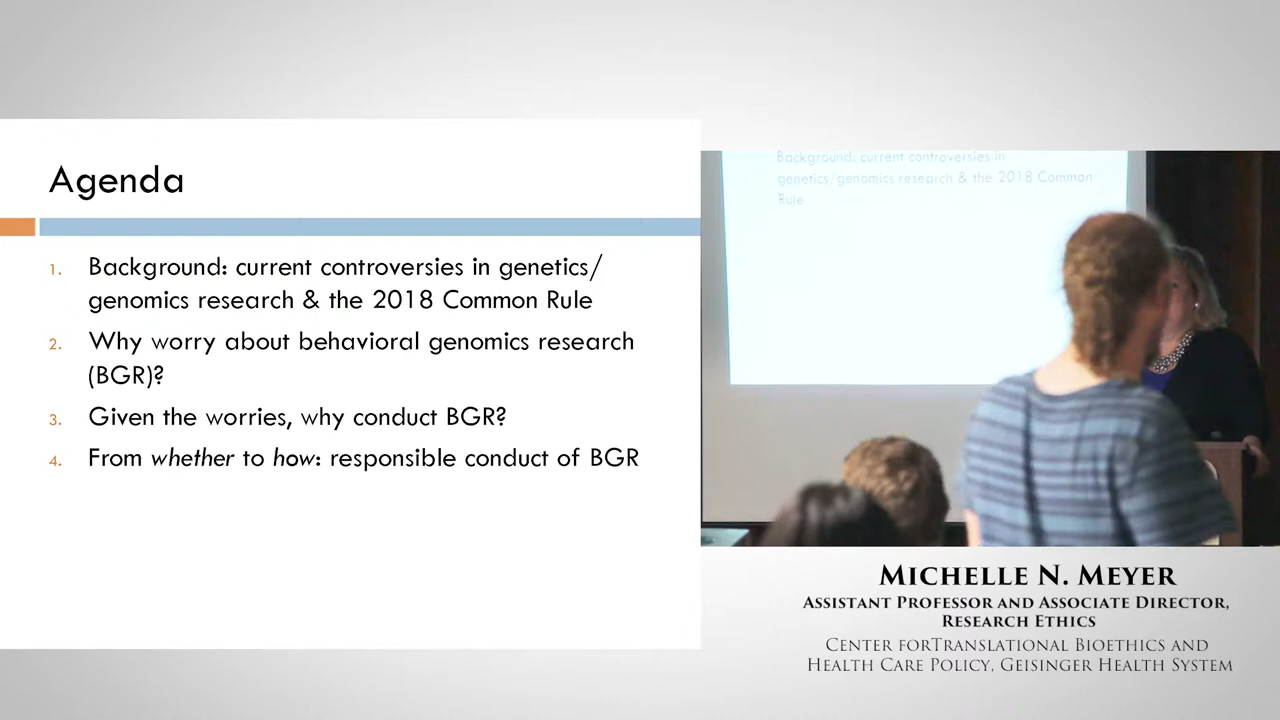 Agenda
1. Background: current controversies in genetics/
genomics research & the 2018 Common Rule
2. Why worry about behavioral genomics research
(BGR)?
3. Given the worries, why conduct BGR?
4. From whether to how: responsible conduct of BGR
Background: current controversies in
genetics/genomics research & the 2018 Common
Rule
MICHELLE N. MEYER
ASSISTANT PROFESSOR AND ASSOCIATE DIRECTOR,
RESEARCH ETHICS
CENTER FORTRANSLATIONAL BIOETHICS AND
HEALTH CARE POLICY, GEISINGER HEALTH SYSTEM